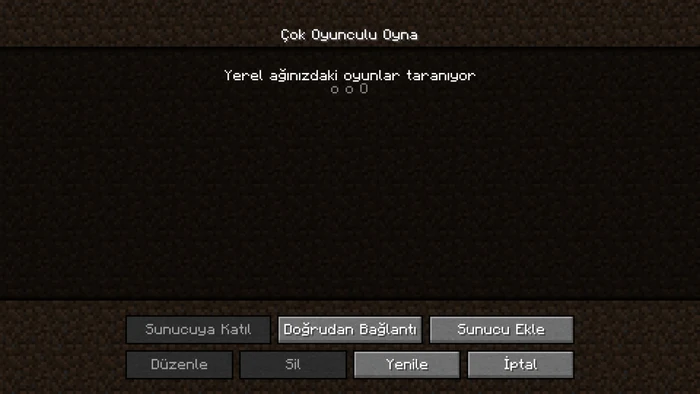 Çok Oyunculu Oyna
Yerel ağınızdaki oyunlar taranıyor
o o O
Sunucuya Katıl
Doğrudan Bağlantı
Sunucu Ekle
Düzenle
Sil
Yenile
İptal